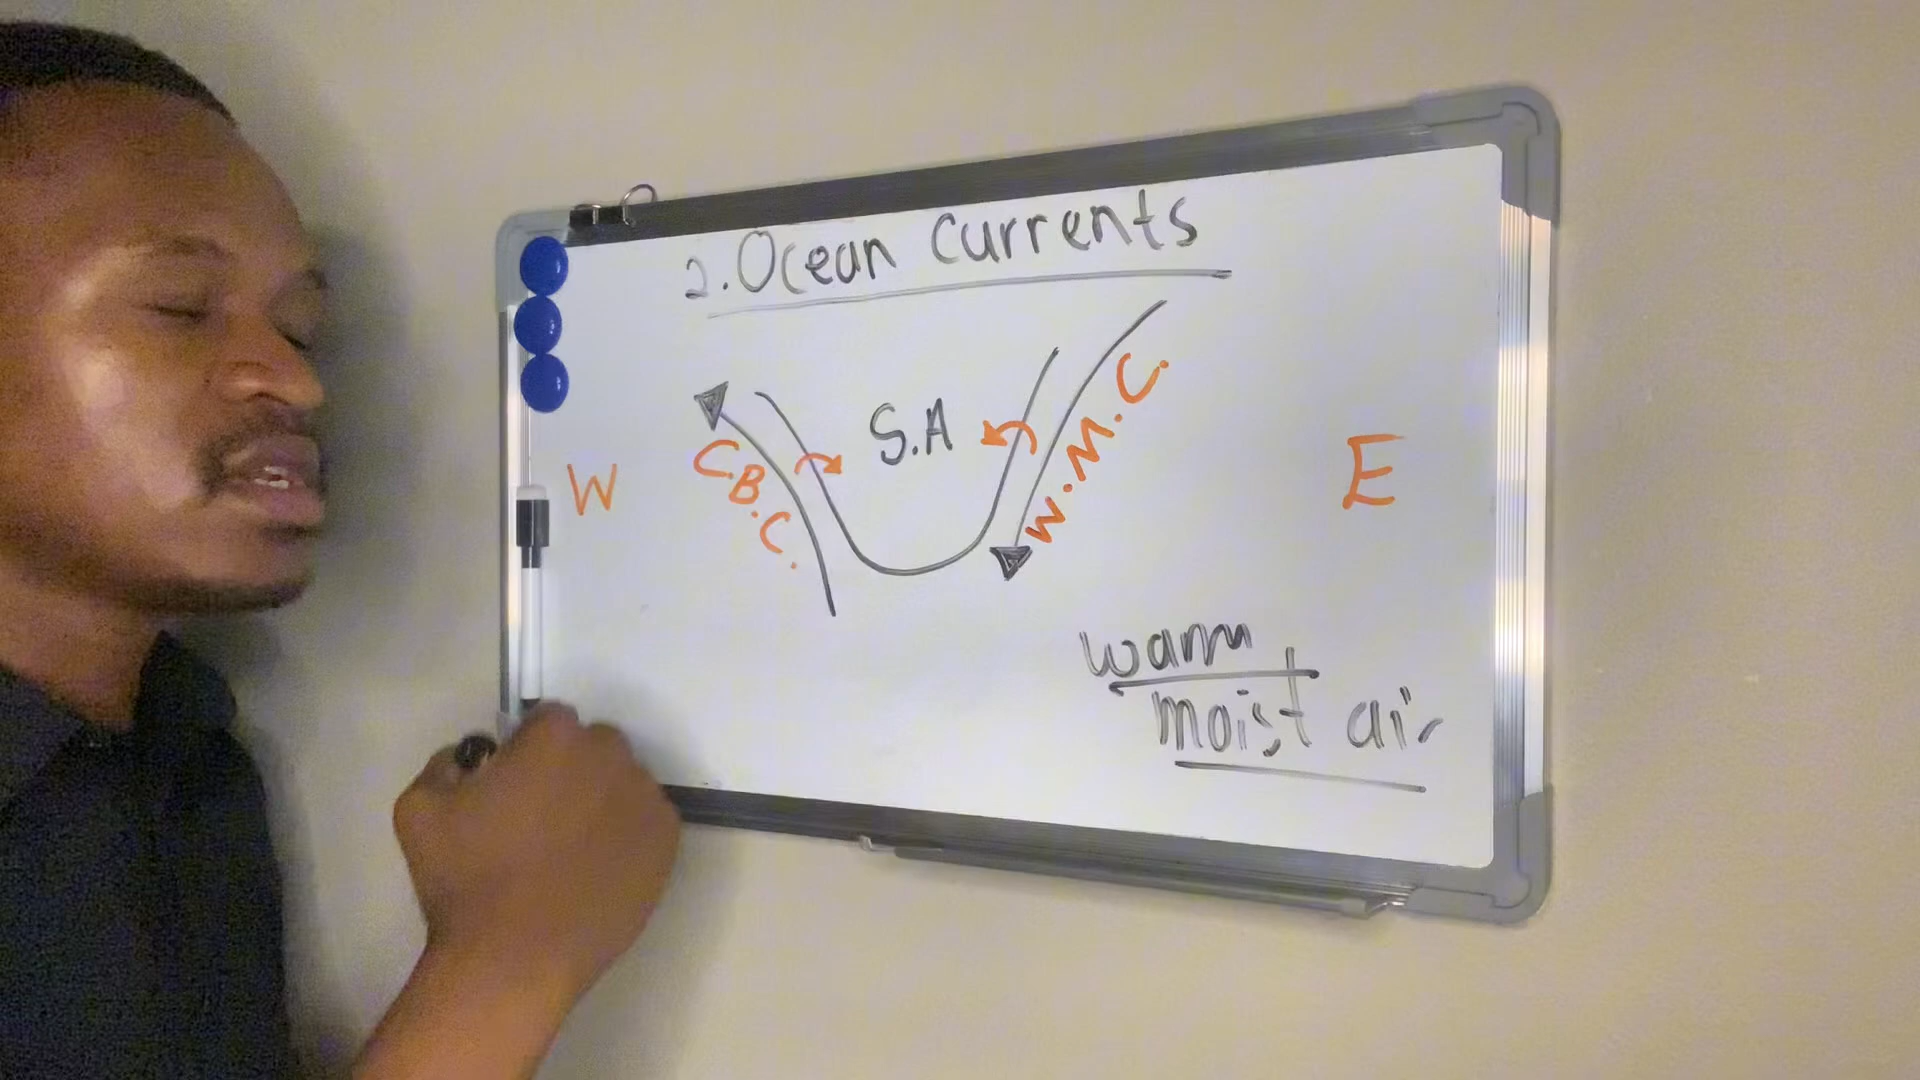 2. Ocean Currents
S.A
W
C.B.C.
W.M.C.
E
warm
moist air